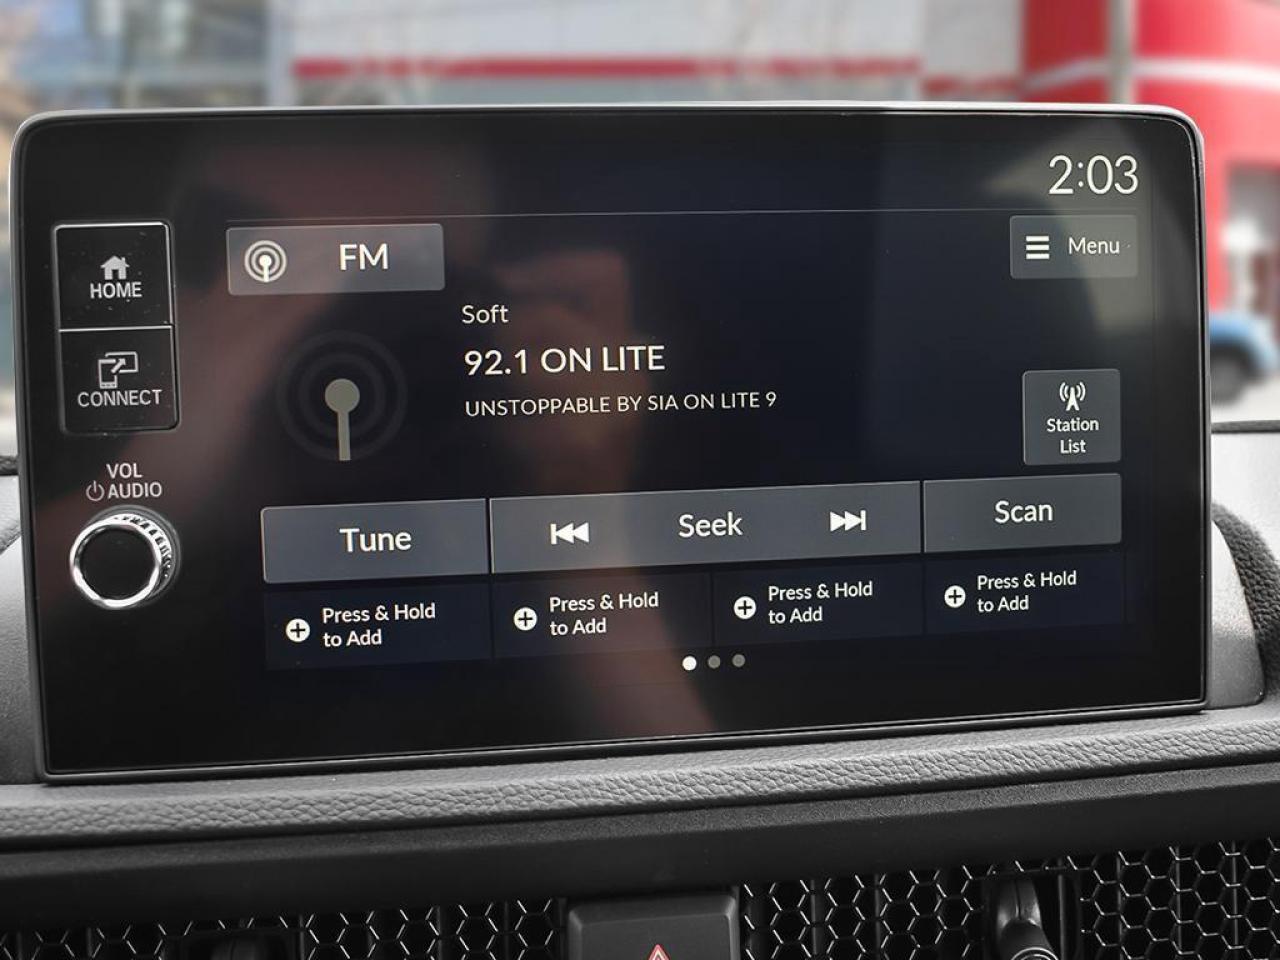 2:03
HOME
FM
Menu
Soft
92.1 ON LITE
UNSTOPPABLE BY SIA ON LITE 9
CONNECT
Station
List
VOL
AUDIO
Tune
Seek
Scan
Press & Hold
to Add
Press & Hold
to Add
Press & Hold
to Add
Press & Hold
to Add